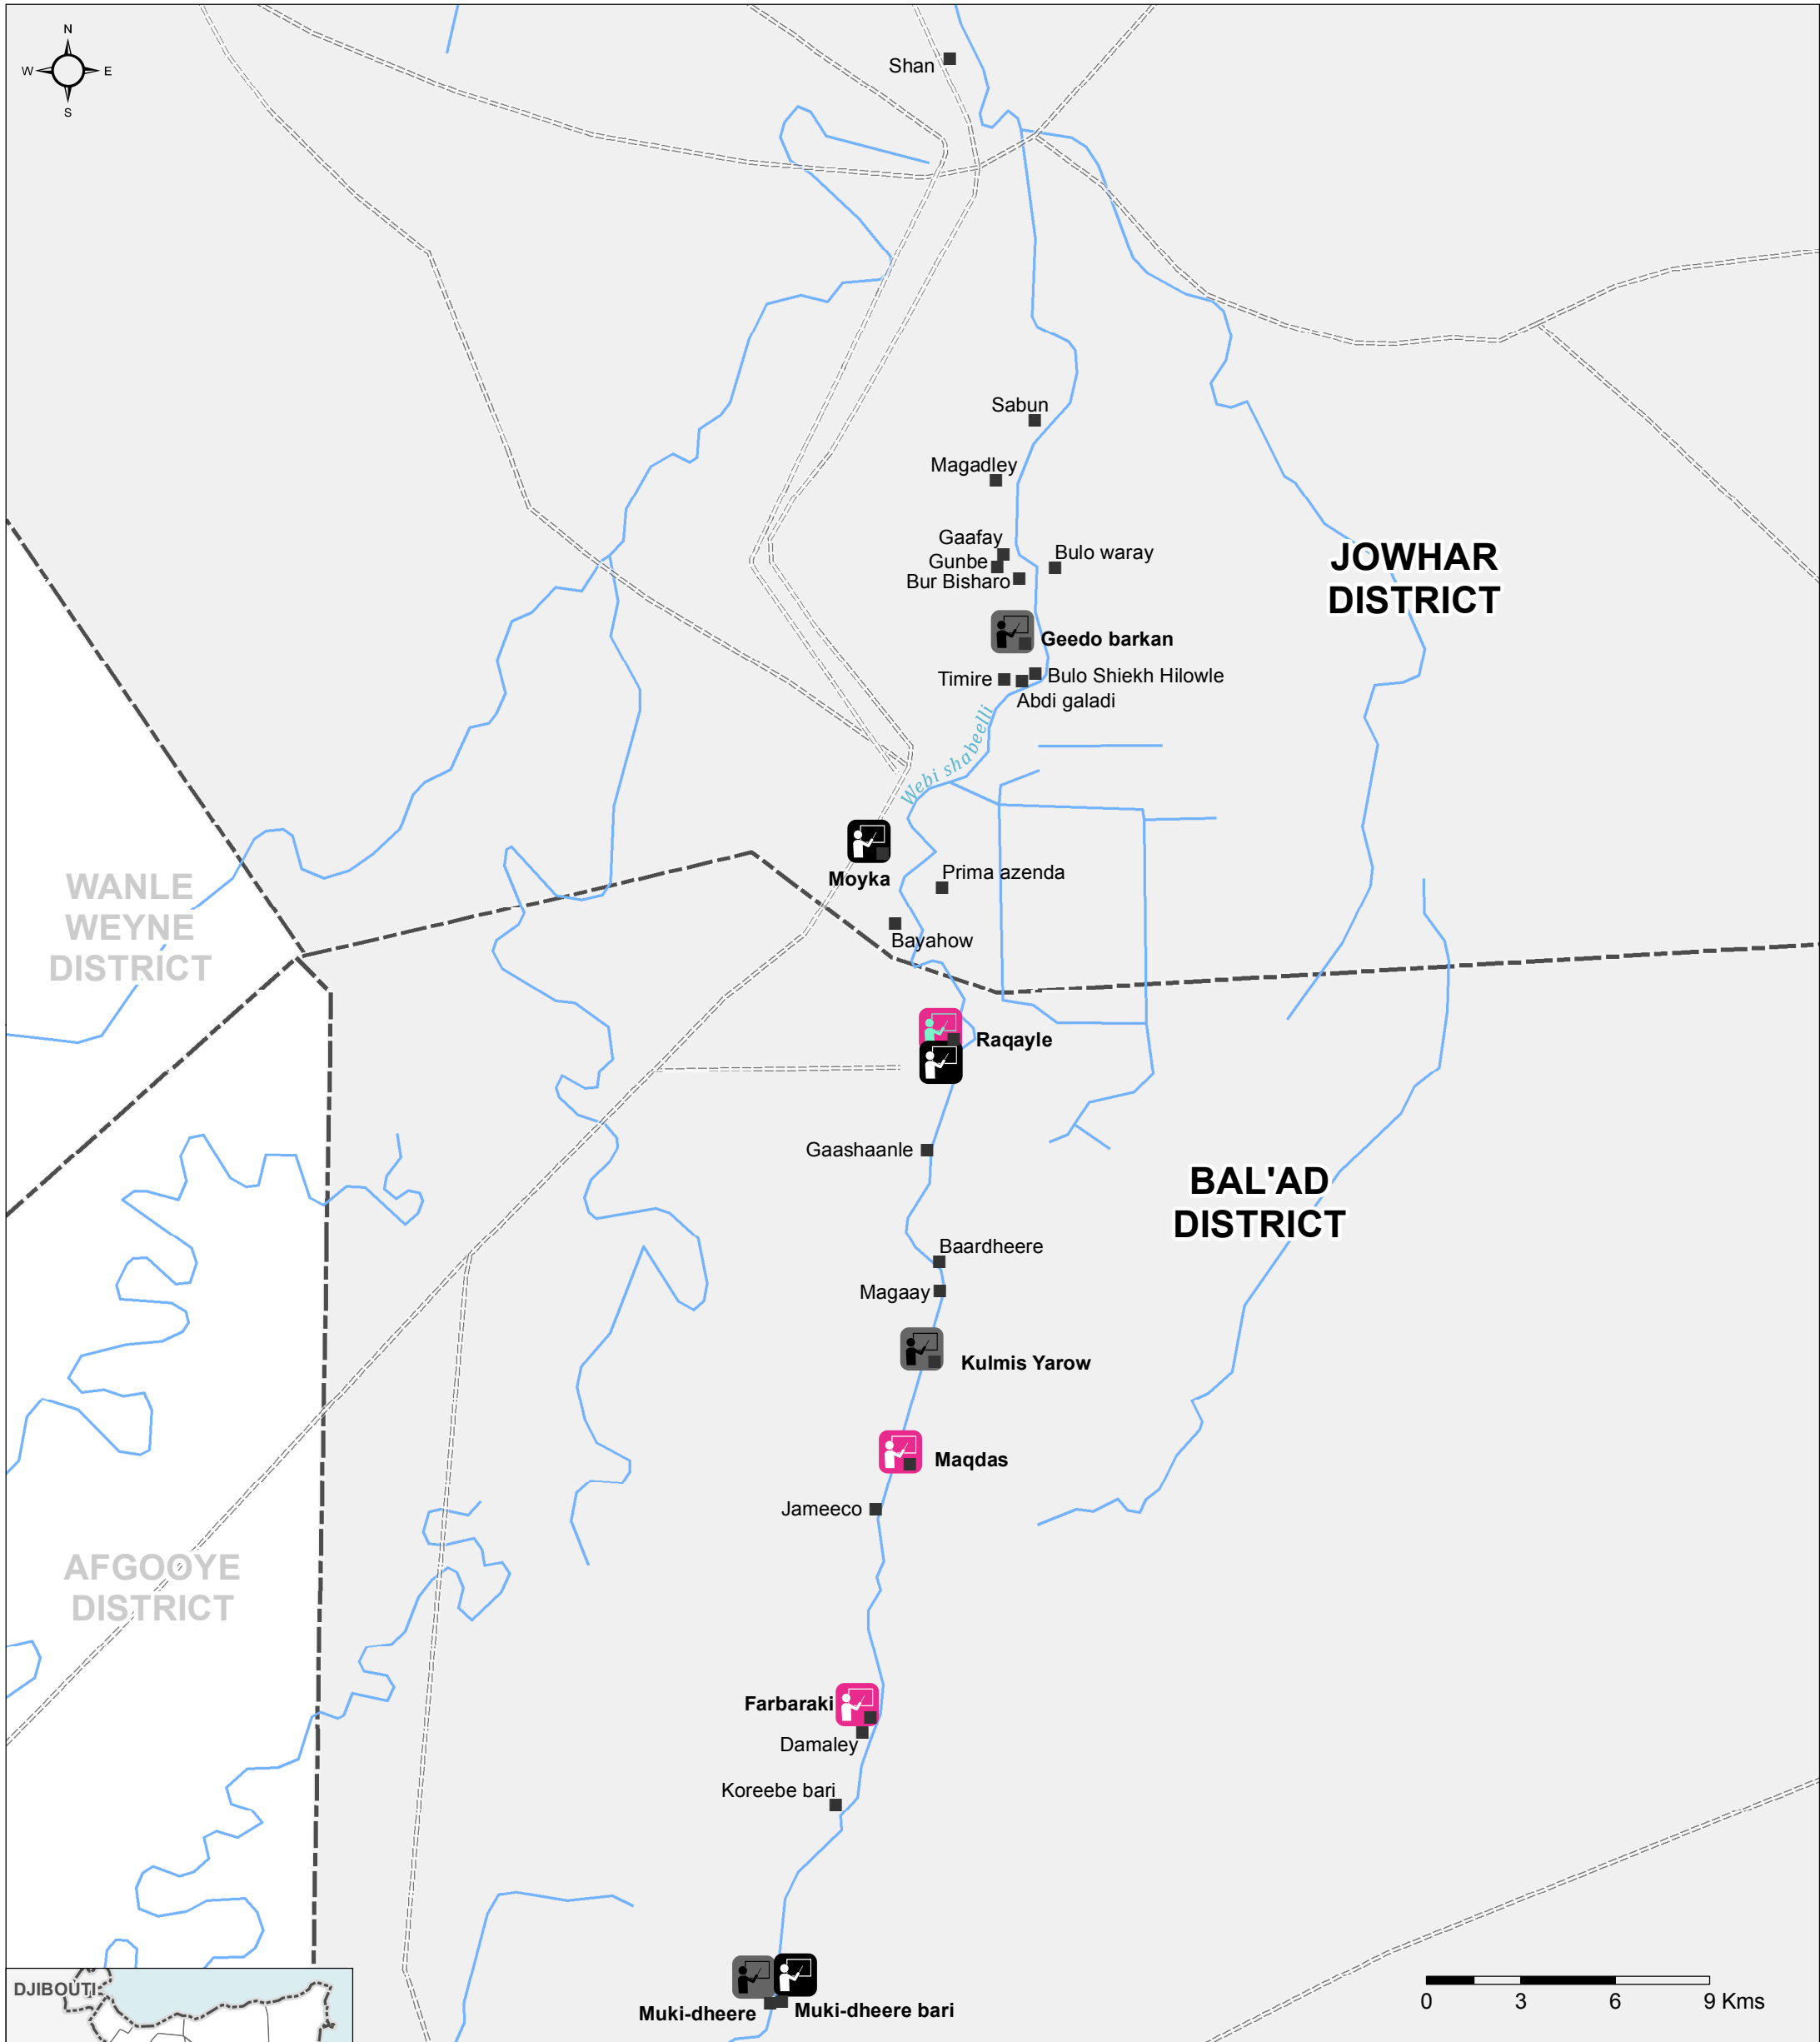 N
W
E
S
Shan
Sabun
Magadley
Gaafay
Gunbe
Bulo waray
Bur Bisharo
JOWHAR
DISTRICT
Geedo barkan
Timire
Bulo Shiekh Hilowle
Abdi galadi
Webi shabeelli
Moyka
Prima azenda
WANLE
WEYNE
DISTRICT
Bayahow
Raqayle
Gaashaanle
BAL'AD
DISTRICT
Baardheere
Magaay
Kulmis Yarow
Maqdas
Jameeco
AFGOOYE
DISTRICT
Farbaraki
Damaley
Koreebe bari
DJIBOUTI
Muki-dheere
Muki-dheere bari
0 3 6 9 Kms